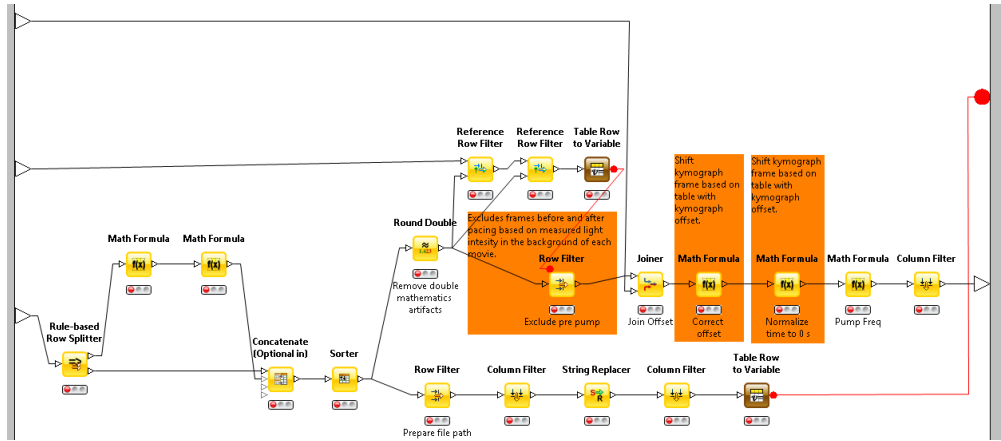 Reference
Row Filter
Reference
Row Filter
Table Row
to Variable
Shift
kymograph
frame based on
table with
kymograph
offset.
Shift kymograph
frame based on
table with
kymograph
offset.
Round Double
1.423
Remove double
mathematics
artifacts
Excludes frames before and after
pacing based on measured light
intesity in the background of each
movie.
Row Filter
Exclude pre pump
Joiner
Join Offset
Math Formula
f(x)
Correct
offset
Math Formula
f(x)
Normalize
time to 0 s
Math Formula
f(x)
Pump Freq
Column Filter
Math Formula
f(x)
Math Formula
f(x)
Rule-based
Row Splitter
Concatenate
(Optional in)
Sorter
Row Filter
Prepare file path
Column Filter
String Replacer
S
R
Column Filter
Table Row
to Variable